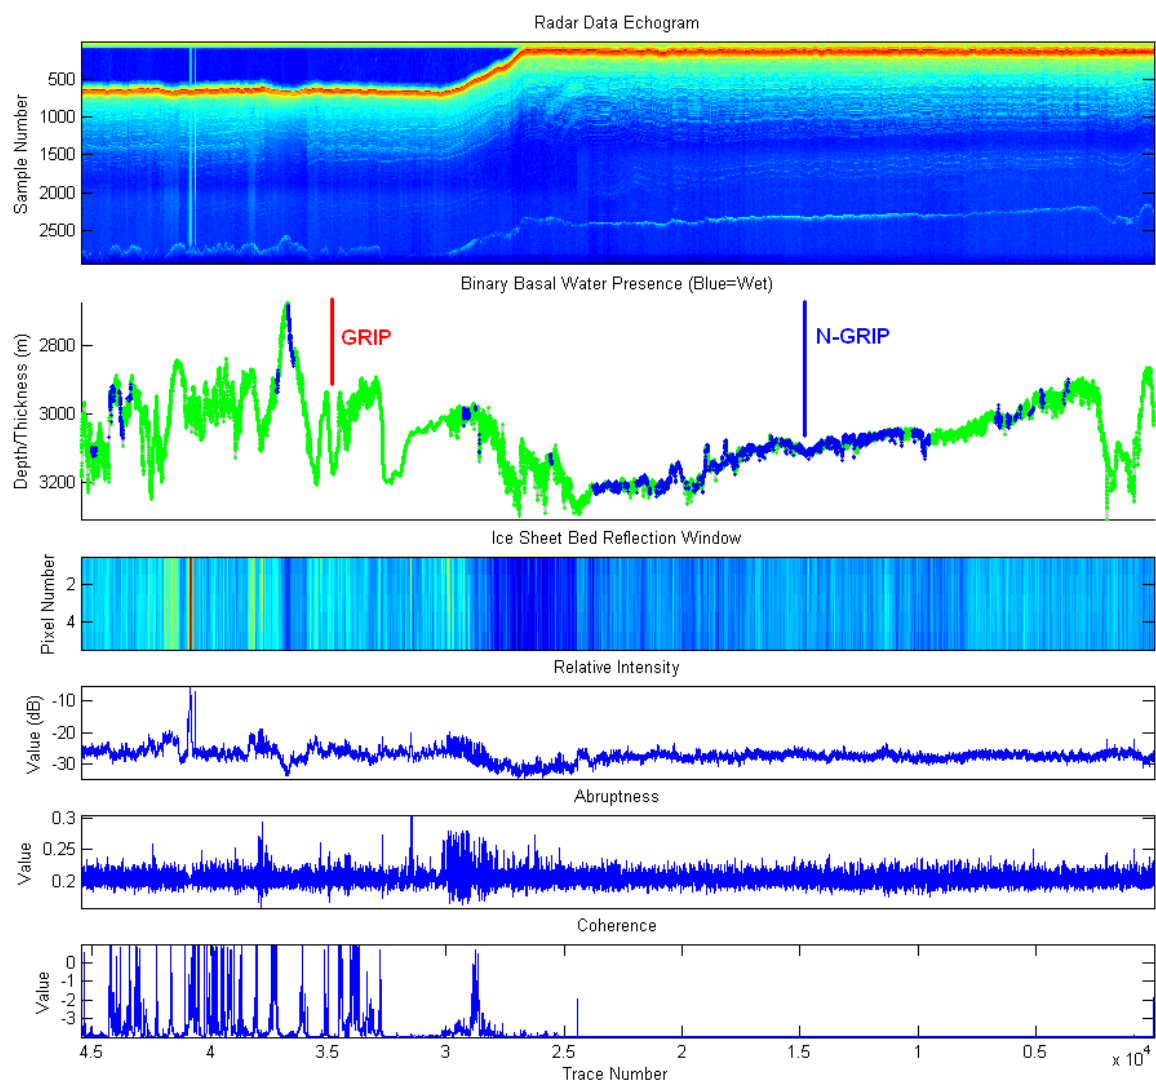 Radar Data Echogram
Sample Number
500
1000
1500
2000
2500
Binary Basal Water Presence (Blue=Wet)
Depth/Thickness (m)
2800
3000
3200
GRIP
N-GRIP
Ice Sheet Bed Reflection Window
Pixel Number
2
4
Relative Intensity
Value (dB)
-10
-20
-30
Abruptness
Value
0.3
0.25
0.2
Coherence
Value
0
-1
-2
-3
4.5 4 3.5 3 2.5 2 1.5 1 0.5 x 10^4
Trace Number